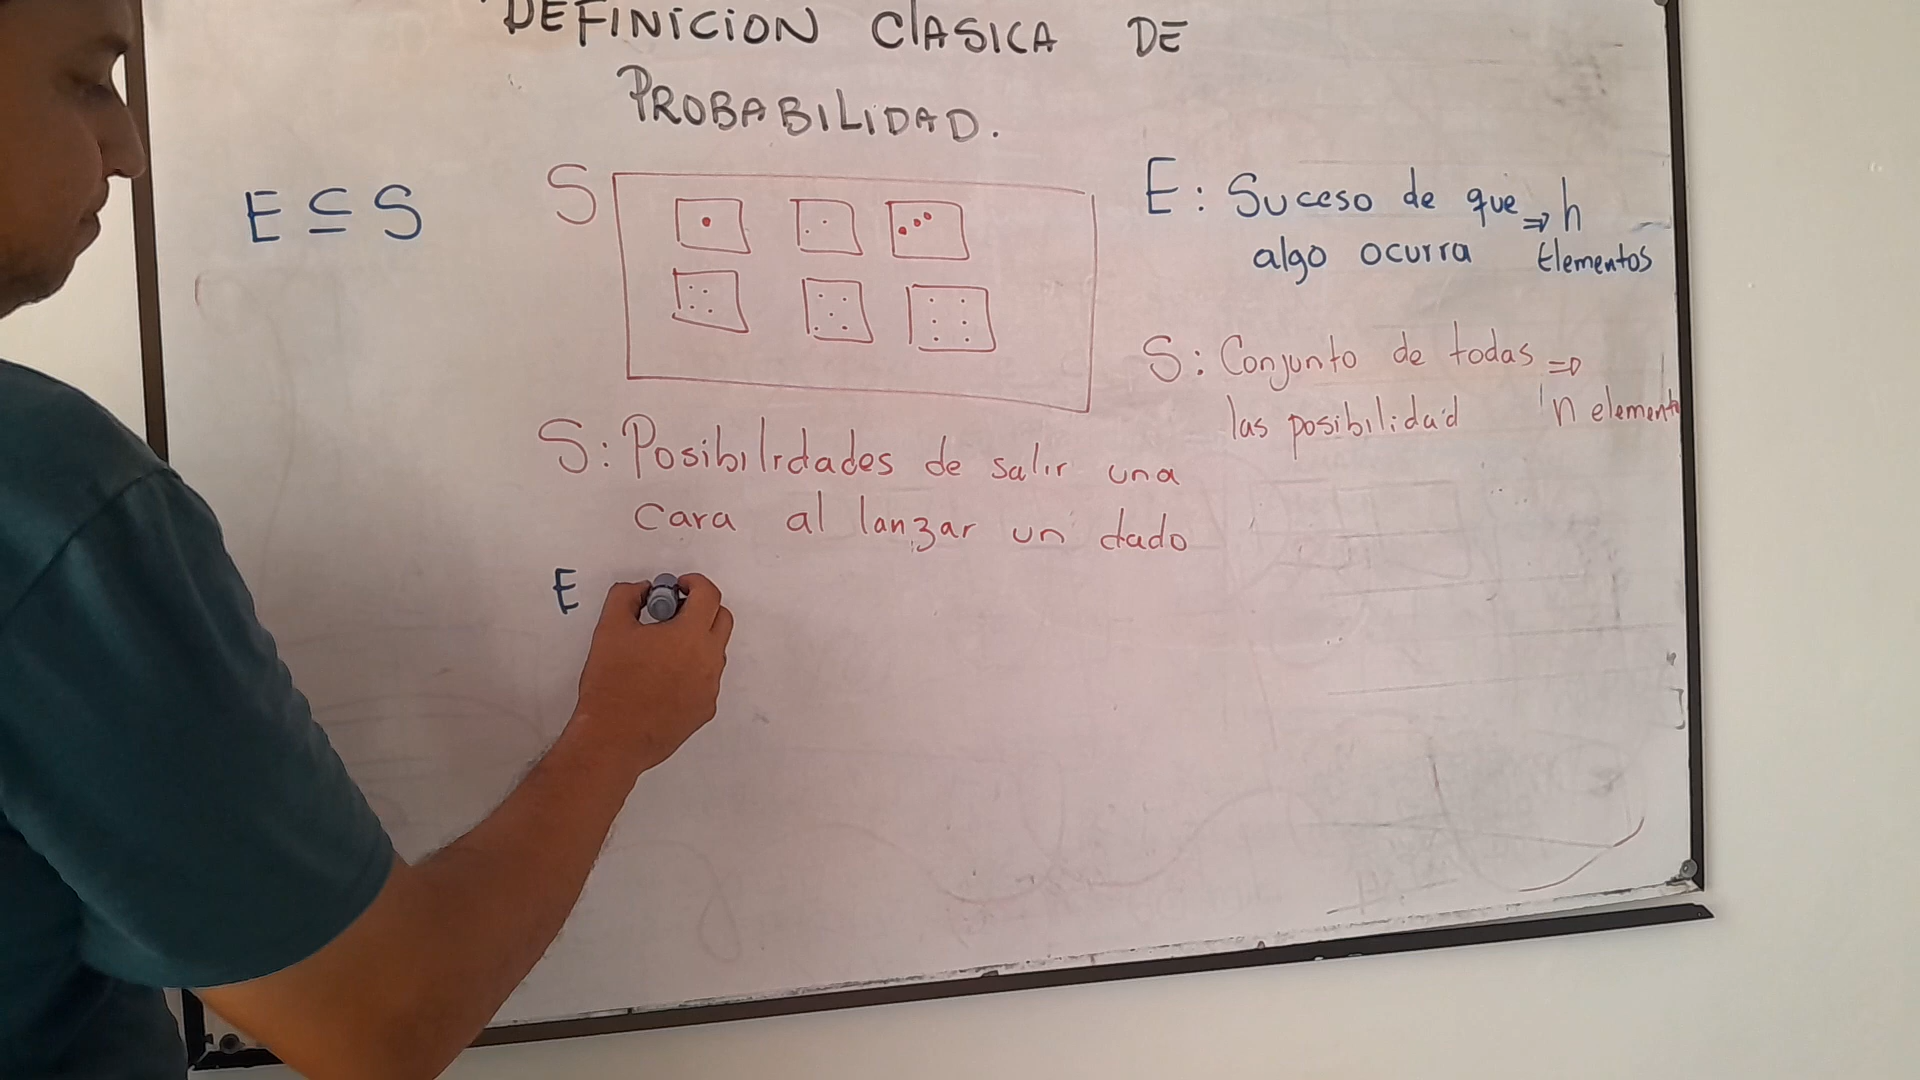 DEFINICION CLASICA DE
PROBABILIDAD.
E ⊆ S
S
E: Suceso de que ⇒ h
algo ocurra Elementos
S: Conjunto de todas ⇒
las posibilidad n element
S: Posibilidades de salir una
cara al lanzar un dado
E